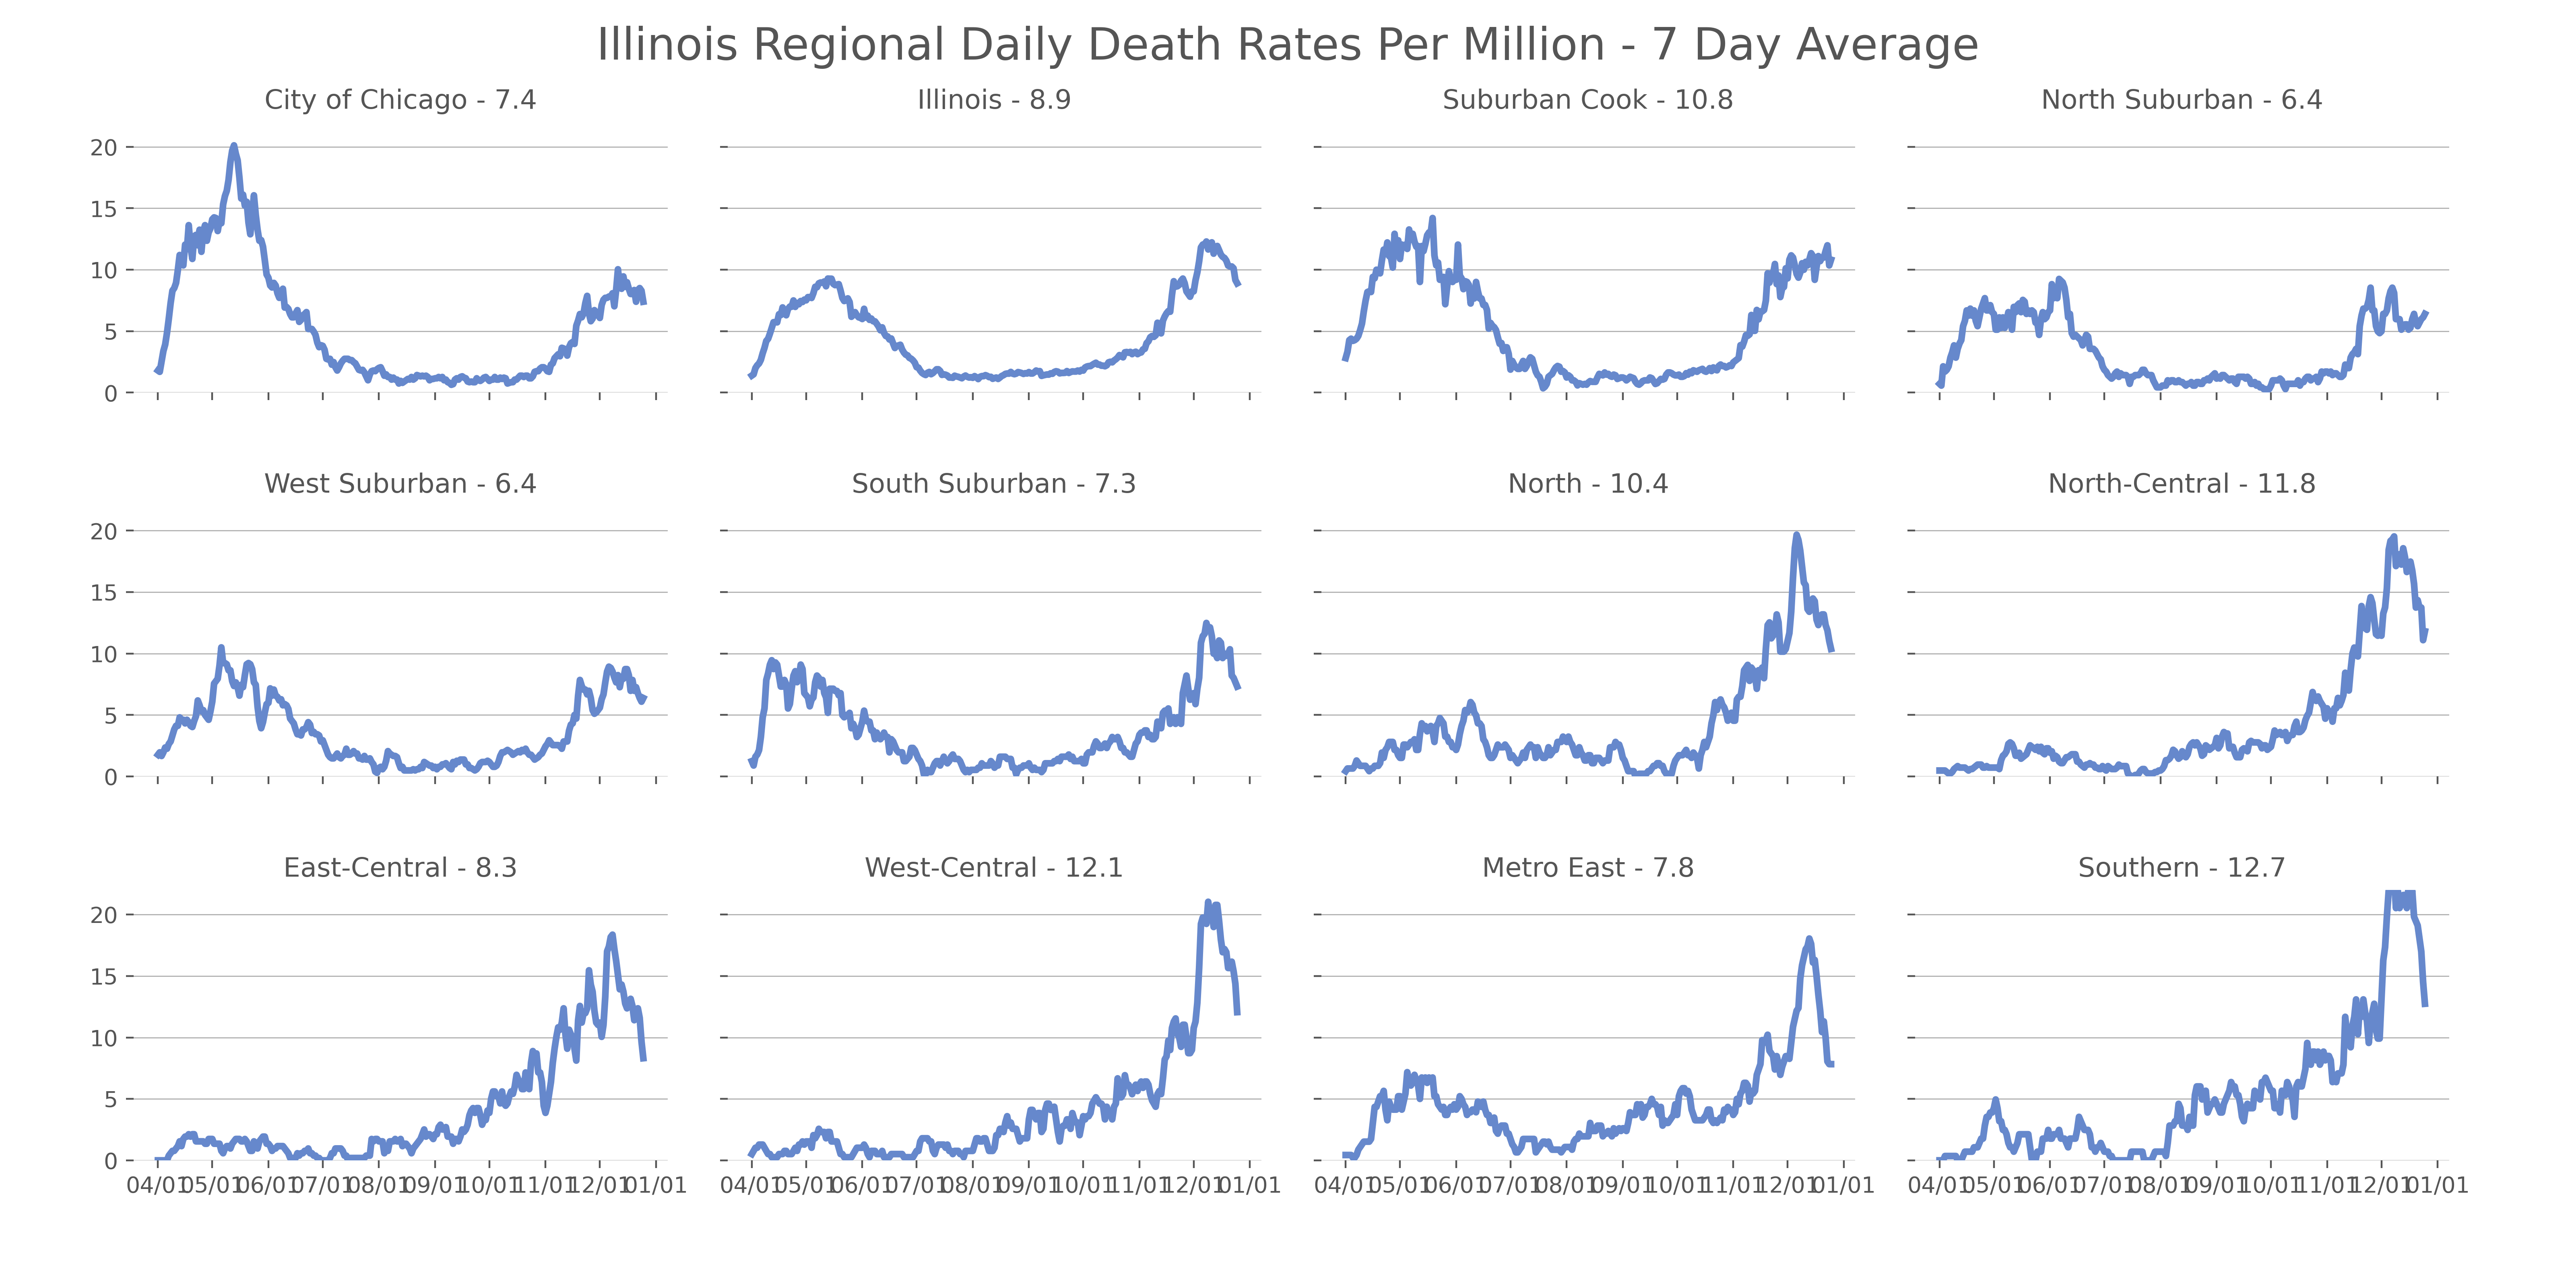 Illinois Regional Daily Death Rates Per Million - 7 Day Average
City of Chicago - 7.4
Illinois - 8.9
Suburban Cook - 10.8
North Suburban - 6.4
20
15
10
5
0
West Suburban - 6.4
South Suburban - 7.3
North - 10.4
North-Central - 11.8
20
15
10
5
0
East-Central - 8.3
West-Central - 12.1
Metro East - 7.8
Southern - 12.7
20
15
10
5
0
04/01 05/01 06/01 07/01 08/01 09/01 10/01 11/01 12/01 01/01
04/01 05/01 06/01 07/01 08/01 09/01 10/01 11/01 12/01 01/01
04/01 05/01 06/01 07/01 08/01 09/01 10/01 11/01 12/01 01/01
04/01 05/01 06/01 07/01 08/01 09/01 10/01 11/01 12/01 01/01